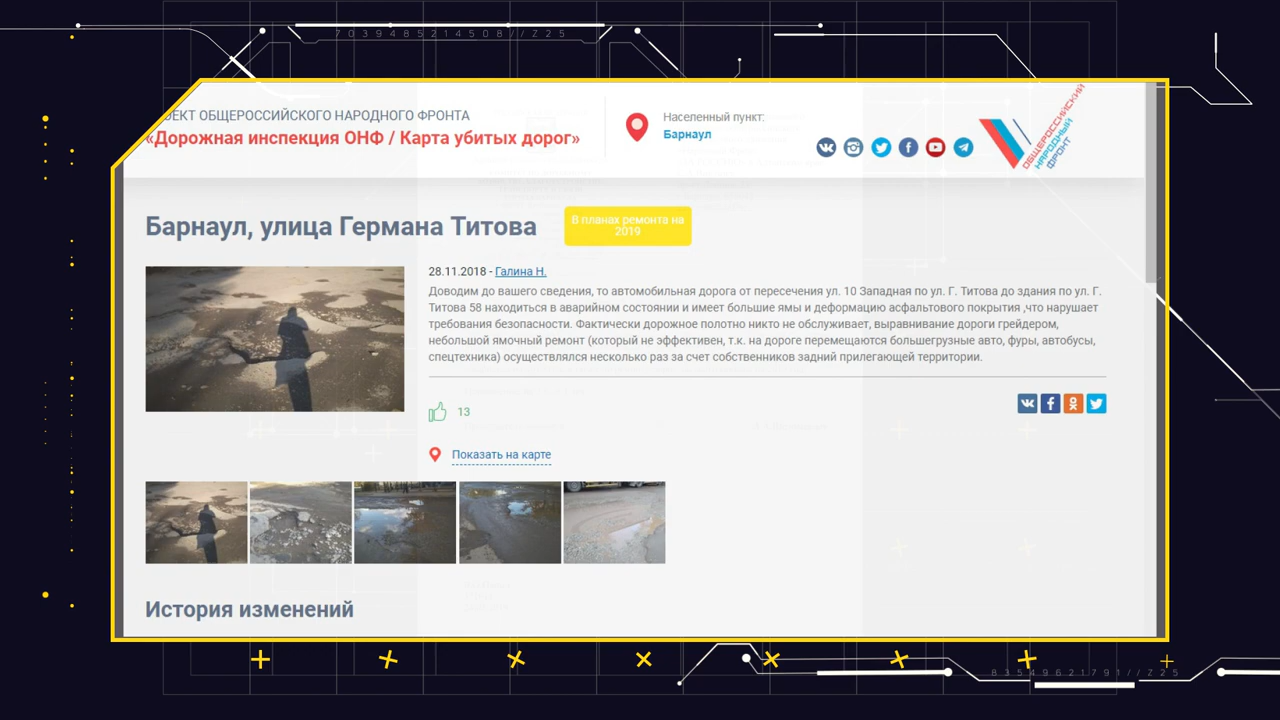 7039485214508//Z25
ЕКТ ОБЩЕРОССИЙСКОГО НАРОДНОГО ФРОНТА
«Дорожная инспекция ОНФ / Карта убитых дорог»
Населенный пункт:
Барнаул
ОБЩЕРОССИЙСКИЙ
НАРОДНЫЙ
ФРОНТ
Барнаул, улица Германа Титова
В планах ремонта на
2019
28.11.2018 - Галина Н.
Доводим до вашего сведения, то автомобильная дорога от пересечения ул. 10 Западная по ул. Г. Титова до здания по ул. Г.
Титова 58 находиться в аварийном состоянии и имеет большие ямы и деформацию асфальтового покрытия ,что нарушает
требования безопасности. Фактически дорожное полотно никто не обслуживает, выравнивание дороги грейдером,
небольшой ямочный ремонт (который не эффективен, т.к. на дороге перемещаются большегрузные авто, фуры, автобусы,
спецтехника) осуществлялся несколько раз за счет собственников задний прилегающей территории.
13
Показать на карте
История изменений
8354962179​1//Z25